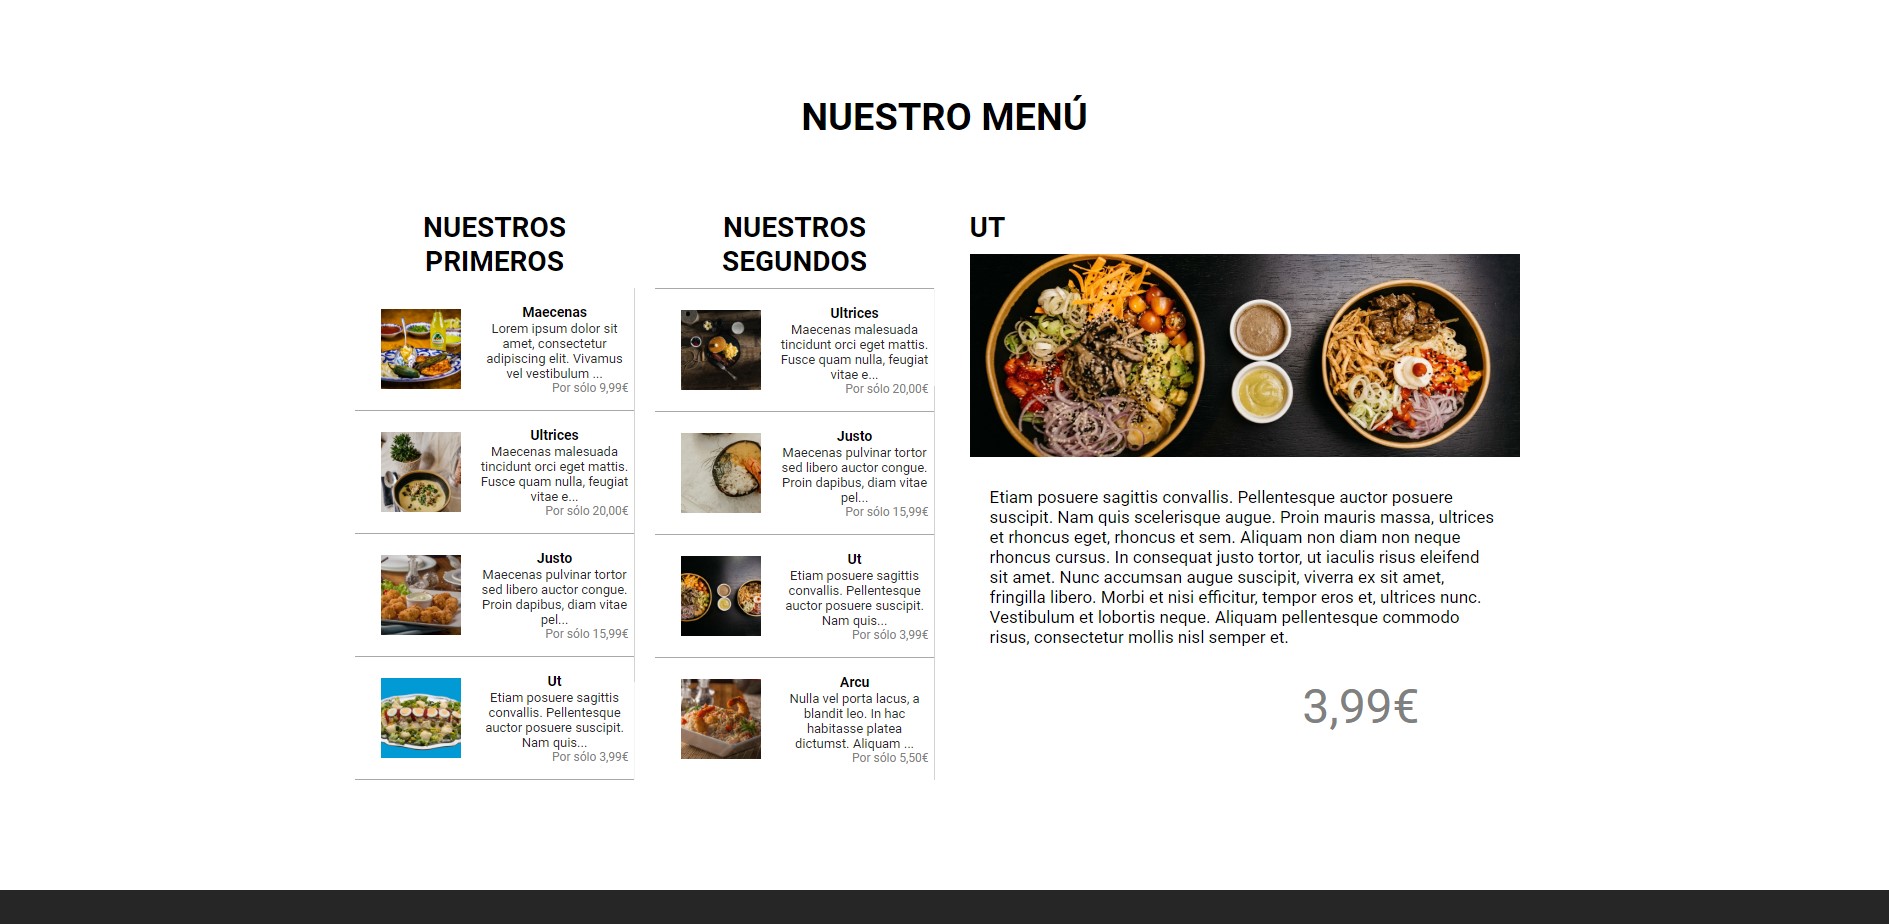 NUESTRO MENÚ
NUESTROS
PRIMEROS
Maecenas
Lorem ipsum dolor sit
amet, consectetur
adipiscing elit. Vivamus
vel vestibulum ...
Por sólo 9,99€
Ultrices
Maecenas malesuada
tincidunt orci eget mattis.
Fusce quam nulla, feugiat
vitae e...
Por sólo 20,00€
Justo
Maecenas pulvinar tortor
sed libero auctor congue.
Proin dapibus, diam vitae
pel...
Por sólo 15,99€
Ut
Etiam posuere sagittis
convallis. Pellentesque
auctor posuere suscipit.
Nam quis...
Por sólo 3,99€
NUESTROS
SEGUNDOS
Ultrices
Maecenas malesuada
tincidunt orci eget mattis.
Fusce quam nulla, feugiat
vitae e...
Por sólo 20,00€
Justo
Maecenas pulvinar tortor
sed libero auctor congue.
Proin dapibus, diam vitae
pel...
Por sólo 15,99€
Ut
Etiam posuere sagittis
convallis. Pellentesque
auctor posuere suscipit.
Nam quis...
Por sólo 3,99€
Arcu
Nulla vel porta lacus, a
blandit leo. In hac
habitasse platea
dictumst. Aliquam ...
Por sólo 5,50€
UT
Etiam posuere sagittis convallis. Pellentesque auctor posuere
suscipit. Nam quis scelerisque augue. Proin mauris massa, ultrices
et rhoncus eget, rhoncus et sem. Aliquam non diam non neque
rhoncus cursus. In consequat justo tortor, ut iaculis risus eleifend
sit amet. Nunc accumsan augue suscipit, viverra ex sit amet,
fringilla libero. Morbi et nisi efficitur, tempor eros et, ultrices nunc.
Vestibulum et lobortis neque. Aliquam pellentesque commodo
risus, consectetur mollis nisl semper et.
3,99€